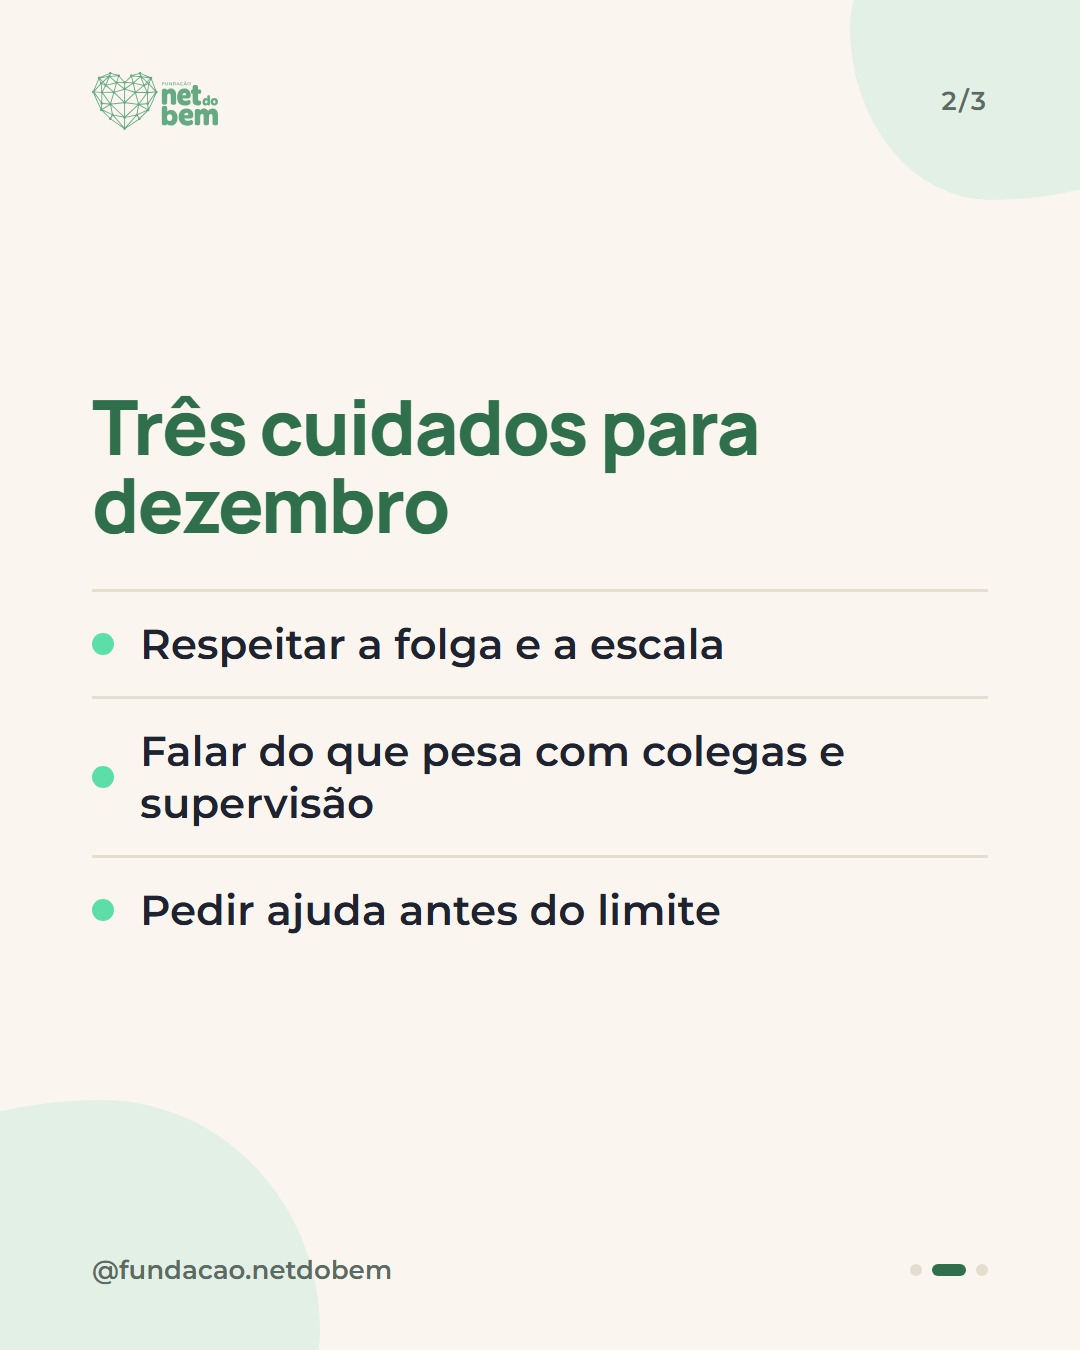 FUNDAÇÃO
net do
bem
2/3
Três cuidados para
dezembro
Respeitar a folga e a escala
Falar do que pesa com colegas e
supervisão
Pedir ajuda antes do limite
@fundacao.netdobem